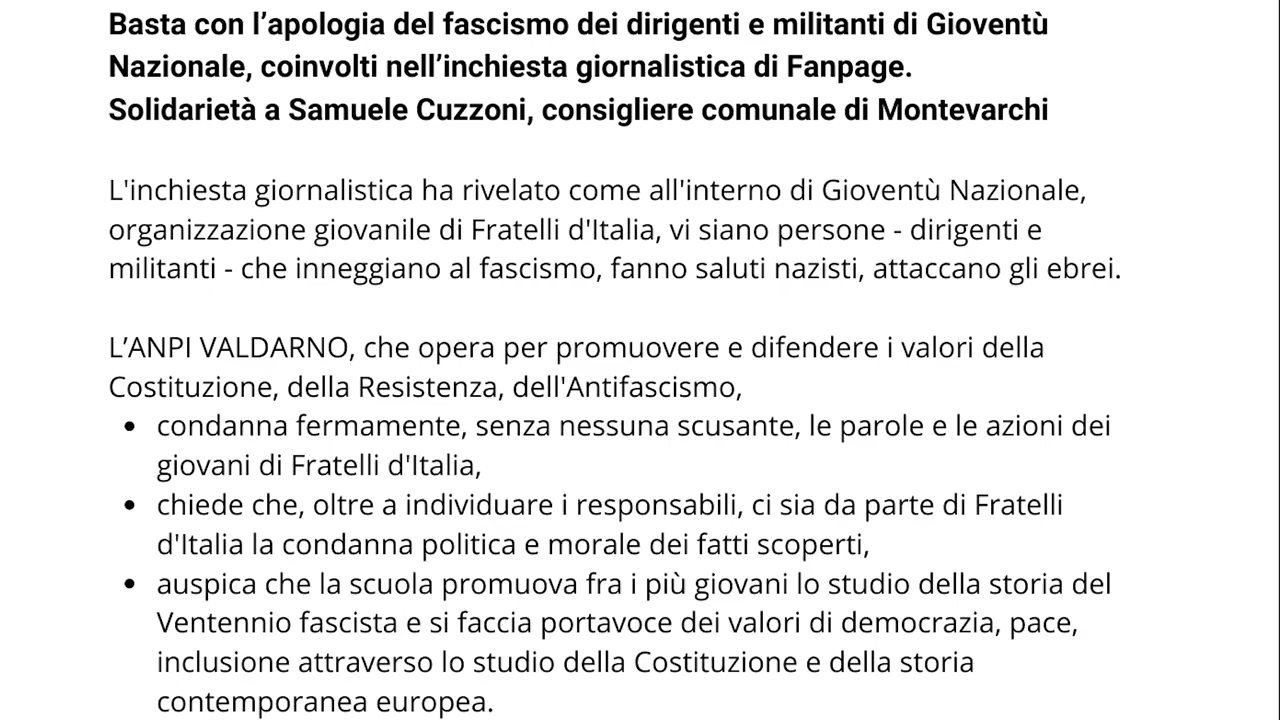 Basta con l’apologia del fascismo dei dirigenti e militanti di Gioventù
Nazionale, coinvolti nell’inchiesta giornalistica di Fanpage.
Solidarietà a Samuele Cuzzoni, consigliere comunale di Montevarchi
L'inchiesta giornalistica ha rivelato come all'interno di Gioventù Nazionale,
organizzazione giovanile di Fratelli d'Italia, vi siano persone - dirigenti e
militanti - che inneggiano al fascismo, fanno saluti nazisti, attaccano gli ebrei.
L’ANPI VALDARNO, che opera per promuovere e difendere i valori della
Costituzione, della Resistenza, dell'Antifascismo,
• condanna fermamente, senza nessuna scusante, le parole e le azioni dei
giovani di Fratelli d'Italia,
• chiede che, oltre a individuare i responsabili, ci sia da parte di Fratelli
d'Italia la condanna politica e morale dei fatti scoperti,
• auspica che la scuola promuova fra i più giovani lo studio della storia del
Ventennio fascista e si faccia portavoce dei valori di democrazia, pace,
inclusione attraverso lo studio della Costituzione e della storia
contemporanea europea.